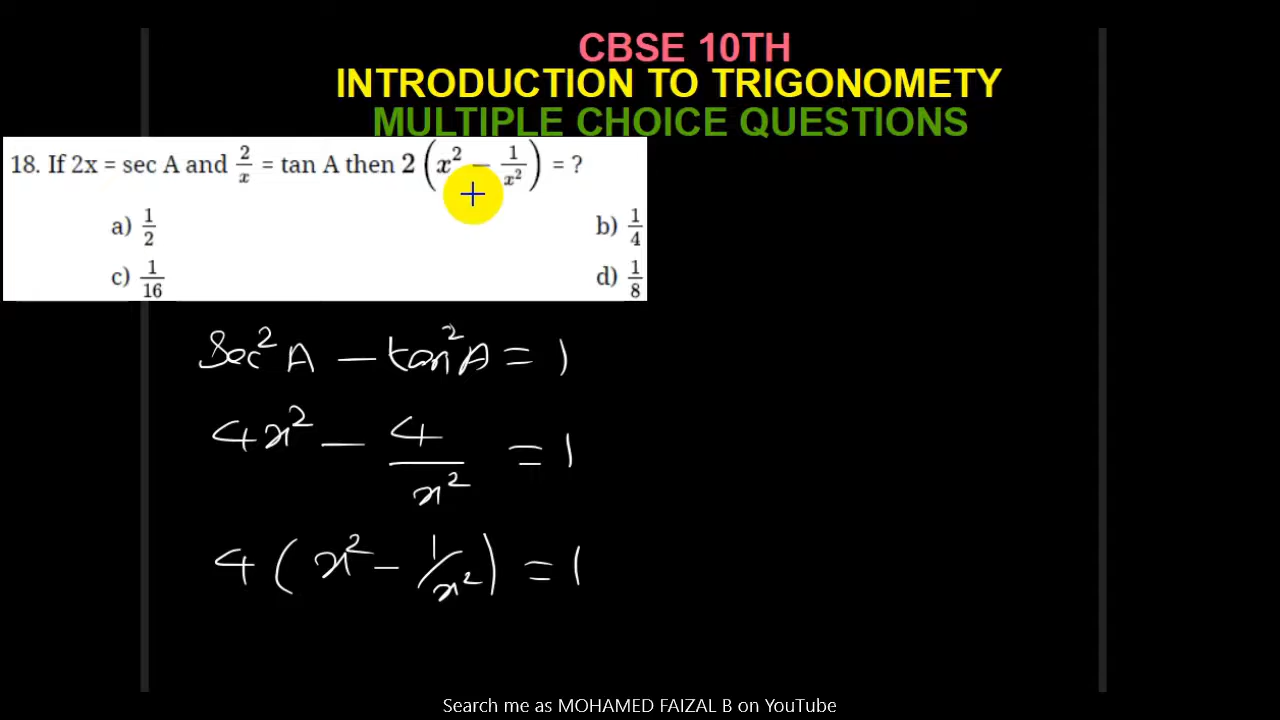 CBSE 10TH
INTRODUCTION TO TRIGONOMETY
MULTIPLE CHOICE QUESTIONS
18. If 2x = sec A and 2/x = tan A then 2 (x² − 1/x²) = ?
a) 1/2 b) 1/4
c) 1/16 d) 1/8
Sec² A − tan² A = 1
4x² − 4/x² = 1
4 (x² − 1/x²) = 1
Search me as MOHAMED FAIZAL B on YouTube